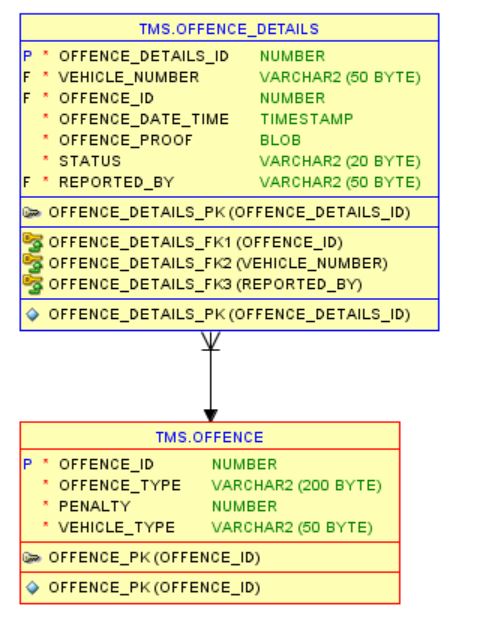 TMS.OFFENCE_DETAILS
P * OFFENCE_DETAILS_ID NUMBER
F * VEHICLE_NUMBER VARCHAR2 (50 BYTE)
F * OFFENCE_ID NUMBER
* OFFENCE_DATE_TIME TIMESTAMP
* OFFENCE_PROOF BLOB
* STATUS VARCHAR2 (20 BYTE)
F * REPORTED_BY VARCHAR2 (50 BYTE)
OFFENCE_DETAILS_PK (OFFENCE_DETAILS_ID)
OFFENCE_DETAILS_FK1 (OFFENCE_ID)
OFFENCE_DETAILS_FK2 (VEHICLE_NUMBER)
OFFENCE_DETAILS_FK3 (REPORTED_BY)
OFFENCE_DETAILS_PK (OFFENCE_DETAILS_ID)
TMS.OFFENCE
P * OFFENCE_ID NUMBER
* OFFENCE_TYPE VARCHAR2 (200 BYTE)
* PENALTY NUMBER
* VEHICLE_TYPE VARCHAR2 (50 BYTE)
OFFENCE_PK (OFFENCE_ID)
OFFENCE_PK (OFFENCE_ID)